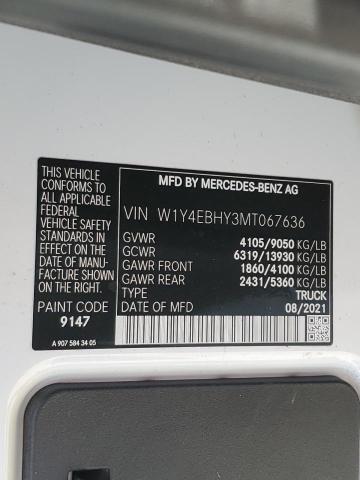 MFD BY MERCEDES-BENZ AG
THIS VEHICLE
CONFORMS TO
ALL APPLICABLE
FEDERAL
MOTOR VEHICLE
SAFETY STAN-
DARDS IN
EFFECT ON THE
DATE OF MANU-
FACTURE SHOWN
ON THE RIGHT.
PAINT CODE
9147
A 907 584 34 05
VIN W1Y4EBHY3MT067636
GVWR 4105/9050 KG/LB
GCWR 6319/13930 KG/LB
GAWR FRONT 1860/4100 KG/LB
GAWR REAR 2431/5360 KG/LB
TYPE TRUCK
DATE OF MFD 08/2021